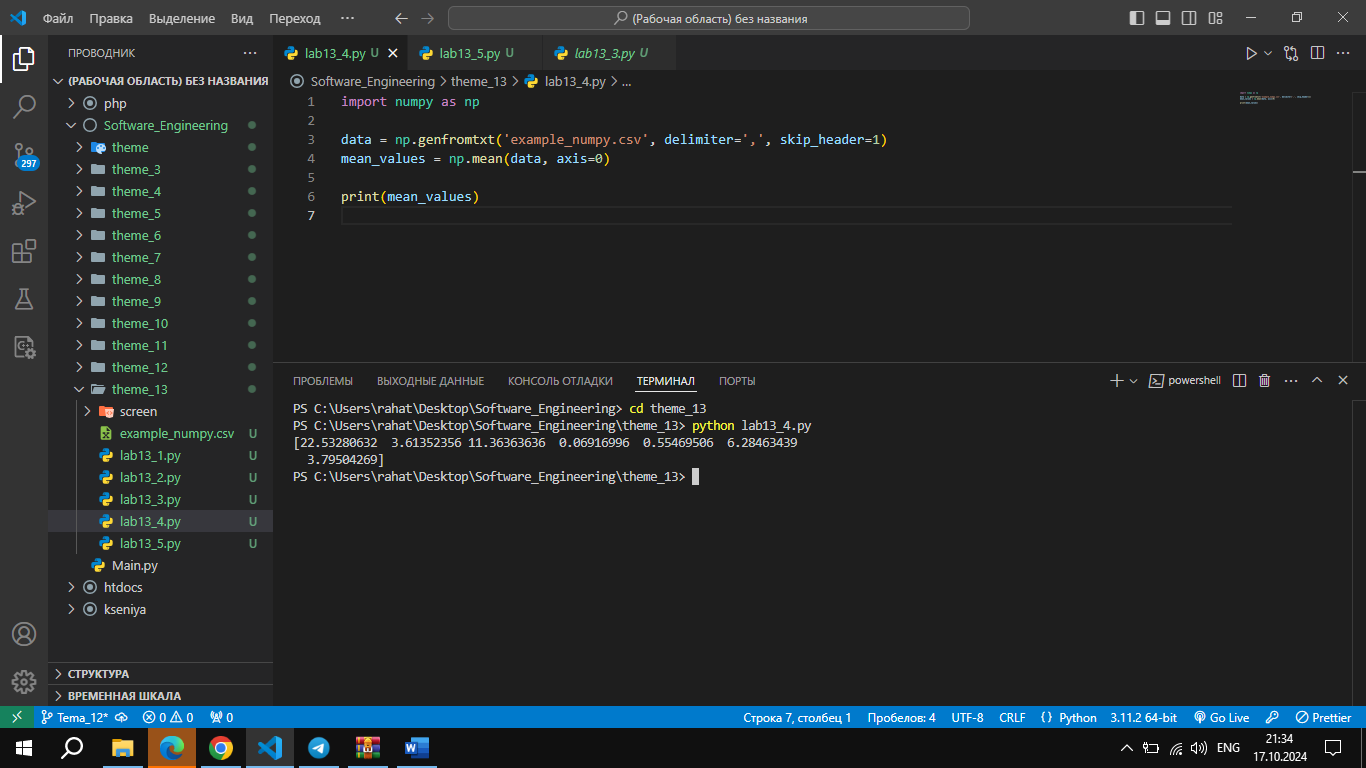 Файл Правка Выделение Вид Переход ··· (Рабочая область) без названия
ПРОВОДНИК ···
(РАБОЧАЯ ОБЛАСТЬ) БЕЗ НАЗВАНИЯ
php
Software_Engineering
theme
theme_3
theme_4
theme_5
theme_6
theme_7
theme_8
theme_9
theme_10
theme_11
theme_12
theme_13
screen
example_numpy.csv U
lab13_1.py U
lab13_2.py U
lab13_3.py U
lab13_4.py U
lab13_5.py U
Main.py
htdocs
kseniya
СТРУКТУРА
ВРЕМЕННАЯ ШКАЛА
297
lab13_4.py U lab13_5.py U lab13_3.py U
Software_Engineering > theme_13 > lab13_4.py > ...
1 import numpy as np
2
3 data = np.genfromtxt('example_numpy.csv', delimiter=',', skip_header=1)
4 mean_values = np.mean(data, axis=0)
5
6 print(mean_values)
7
ПРОБЛЕМЫ ВЫХОДНЫЕ ДАННЫЕ КОНСОЛЬ ОТЛАДКИ ТЕРМИНАЛ ПОРТЫ powershell
PS C:\Users\rahat\Desktop\Software_Engineering> cd theme_13
PS C:\Users\rahat\Desktop\Software_Engineering\theme_13> python lab13_4.py
[22.53280632 3.61352356 11.36363636 0.06916996 0.55469506 6.28463439
3.79504269]
PS C:\Users\rahat\Desktop\Software_Engineering\theme_13>
Tema_12* 0 0 0 Строка 7, столбец 1 Пробелов: 4 UTF-8 CRLF Python 3.11.2 64-bit Go Live Prettier
ENG
21:34
17.10.2024